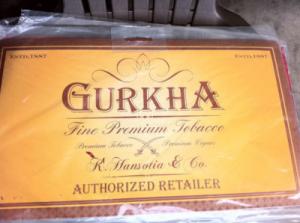 ESTD.1887 ESTD.1887
GURKHA
Fine Premium Tobacco
Premium Tobacco Premium Cigars
K. Hansotia & Co.
AUTHORIZED RETAILER